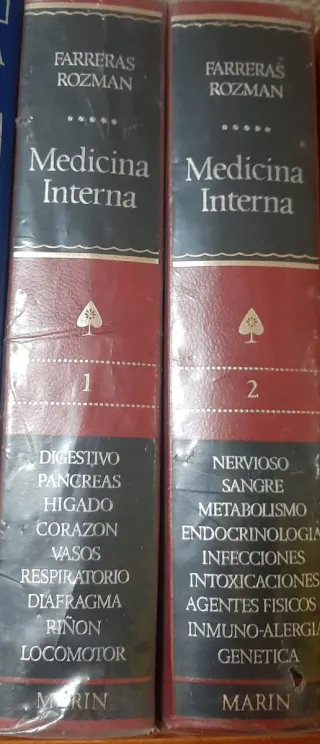 FARRERAS
ROZMAN
Medicina
Interna
1
DIGESTIVO
PANCREAS
HIGADO
CORAZON
VASOS
RESPIRATORIO
DIAFRAGMA
RIÑON
LOCOMOTOR
MARIN
FARRERAS
ROZMAN
Medicina
Interna
2
NERVIOSO
SANGRE
METABOLISMO
ENDOCRINOLOGIA
INFECCIONES
INTOXICACIONES
AGENTES FISICOS
INMUNO-ALERGIA
GENETICA
MARIN